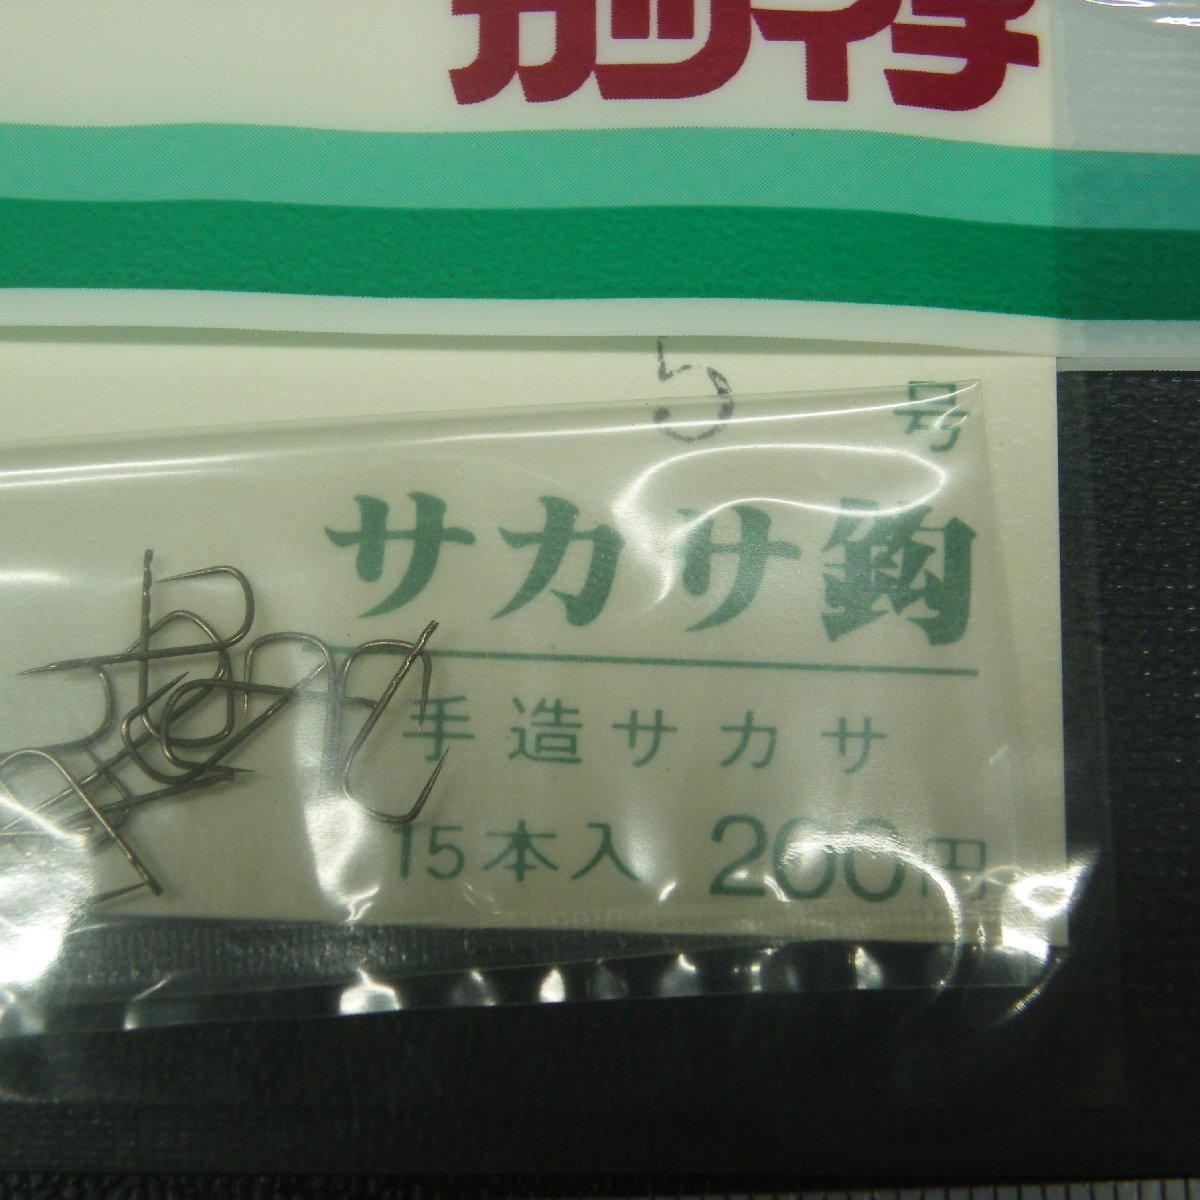 カツイチ
5 号
サカサ鈎
手造サカサ
15本入 200円